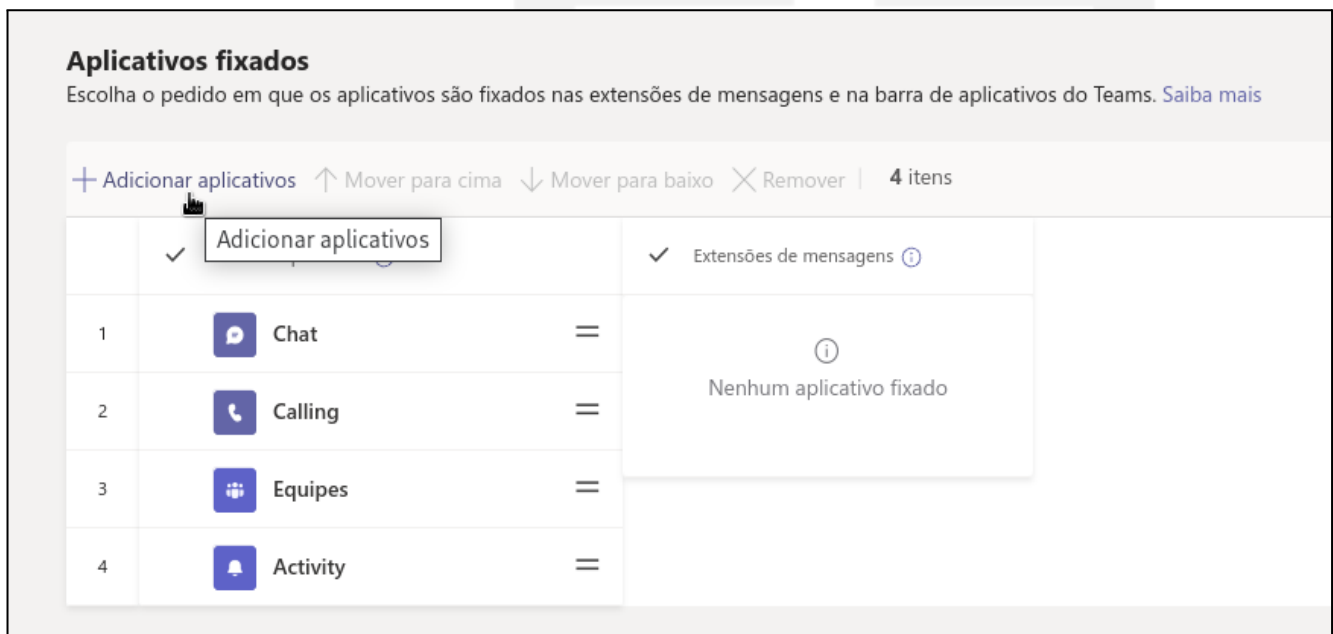 Aplicativos fixados
Escolha o pedido em que os aplicativos são fixados nas extensões de mensagens e na barra de aplicativos do Teams. Saiba mais
Adicionar aplicativos Mover para cima Mover para baixo Remover 4 itens
Adicionar aplicativos
Extensões de mensagens
1 Chat
2 Calling
3 Equipes
4 Activity
Nenhum aplicativo fixado